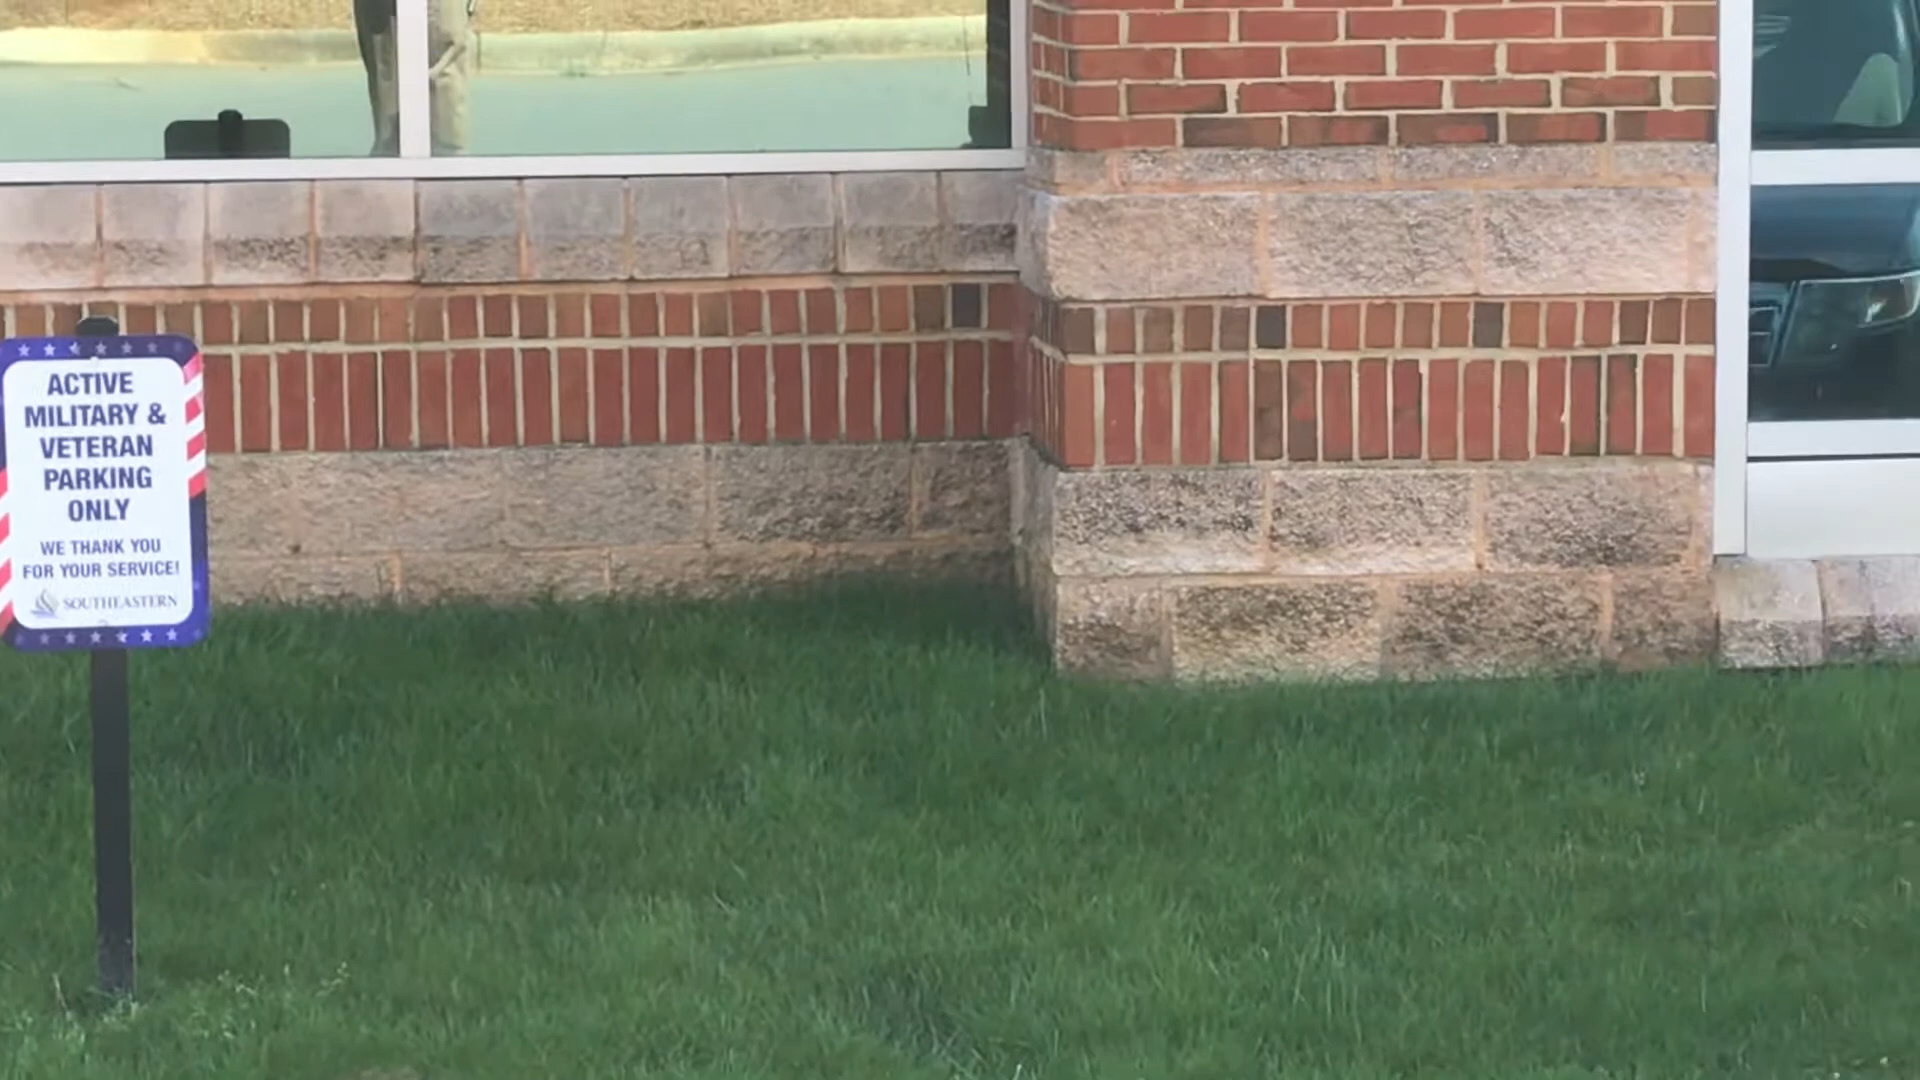 ACTIVE
MILITARY &
VETERAN
PARKING
ONLY
WE THANK YOU
FOR YOUR SERVICE!
SOUTHEASTERN